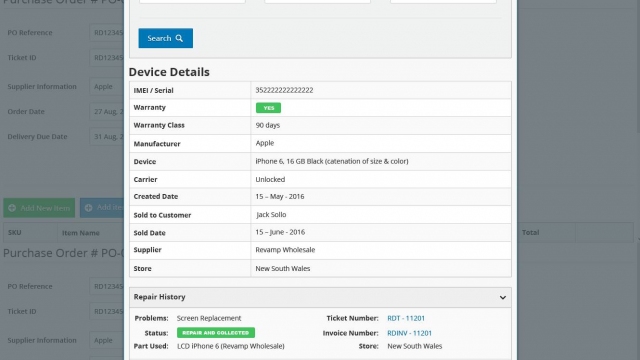 Purchase Order # PO-
PO Reference RD12345
Search
Ticket ID RD12345
Device Details
Supplier Information Apple
IMEI / Serial 352222222222222
Warranty YES
Order Date 27 Aug, 2
Warranty Class 90 days
Delivery Due Date 31 Aug, 2
Manufacturer Apple
Device iPhone 6, 16 GB Black (catenation of size & color)
Carrier Unlocked
Created Date 15 – May - 2016
Add New Item Add
Sold to Customer Jack Sollo
Sold Date 15 – June - 2016
SKU Item Name Total
Supplier Revamp Wholesale
Purchase Order # PO-
Store New South Wales
PO Reference RD12345
Repair History
Ticket ID RD12345
Problems: Screen Replacement Ticket Number: RDT - 11201
Status: REPAIR AND COLLECTED Invoice Number: RDINV - 11201
Supplier Information Apple
Part Used: LCD iPhone 6 (Revamp Wholesale) Store: New South Wales